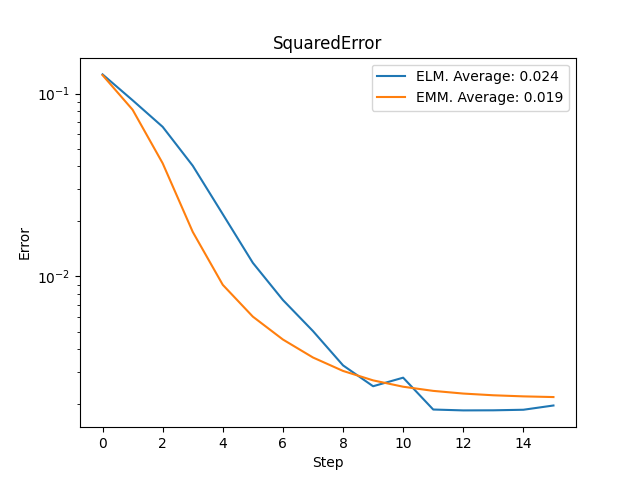 SquaredError
ELM. Average: 0.024
EMM. Average: 0.019
10⁻¹
10⁻²
Error
0 2 4 6 8 10 12 14
Step